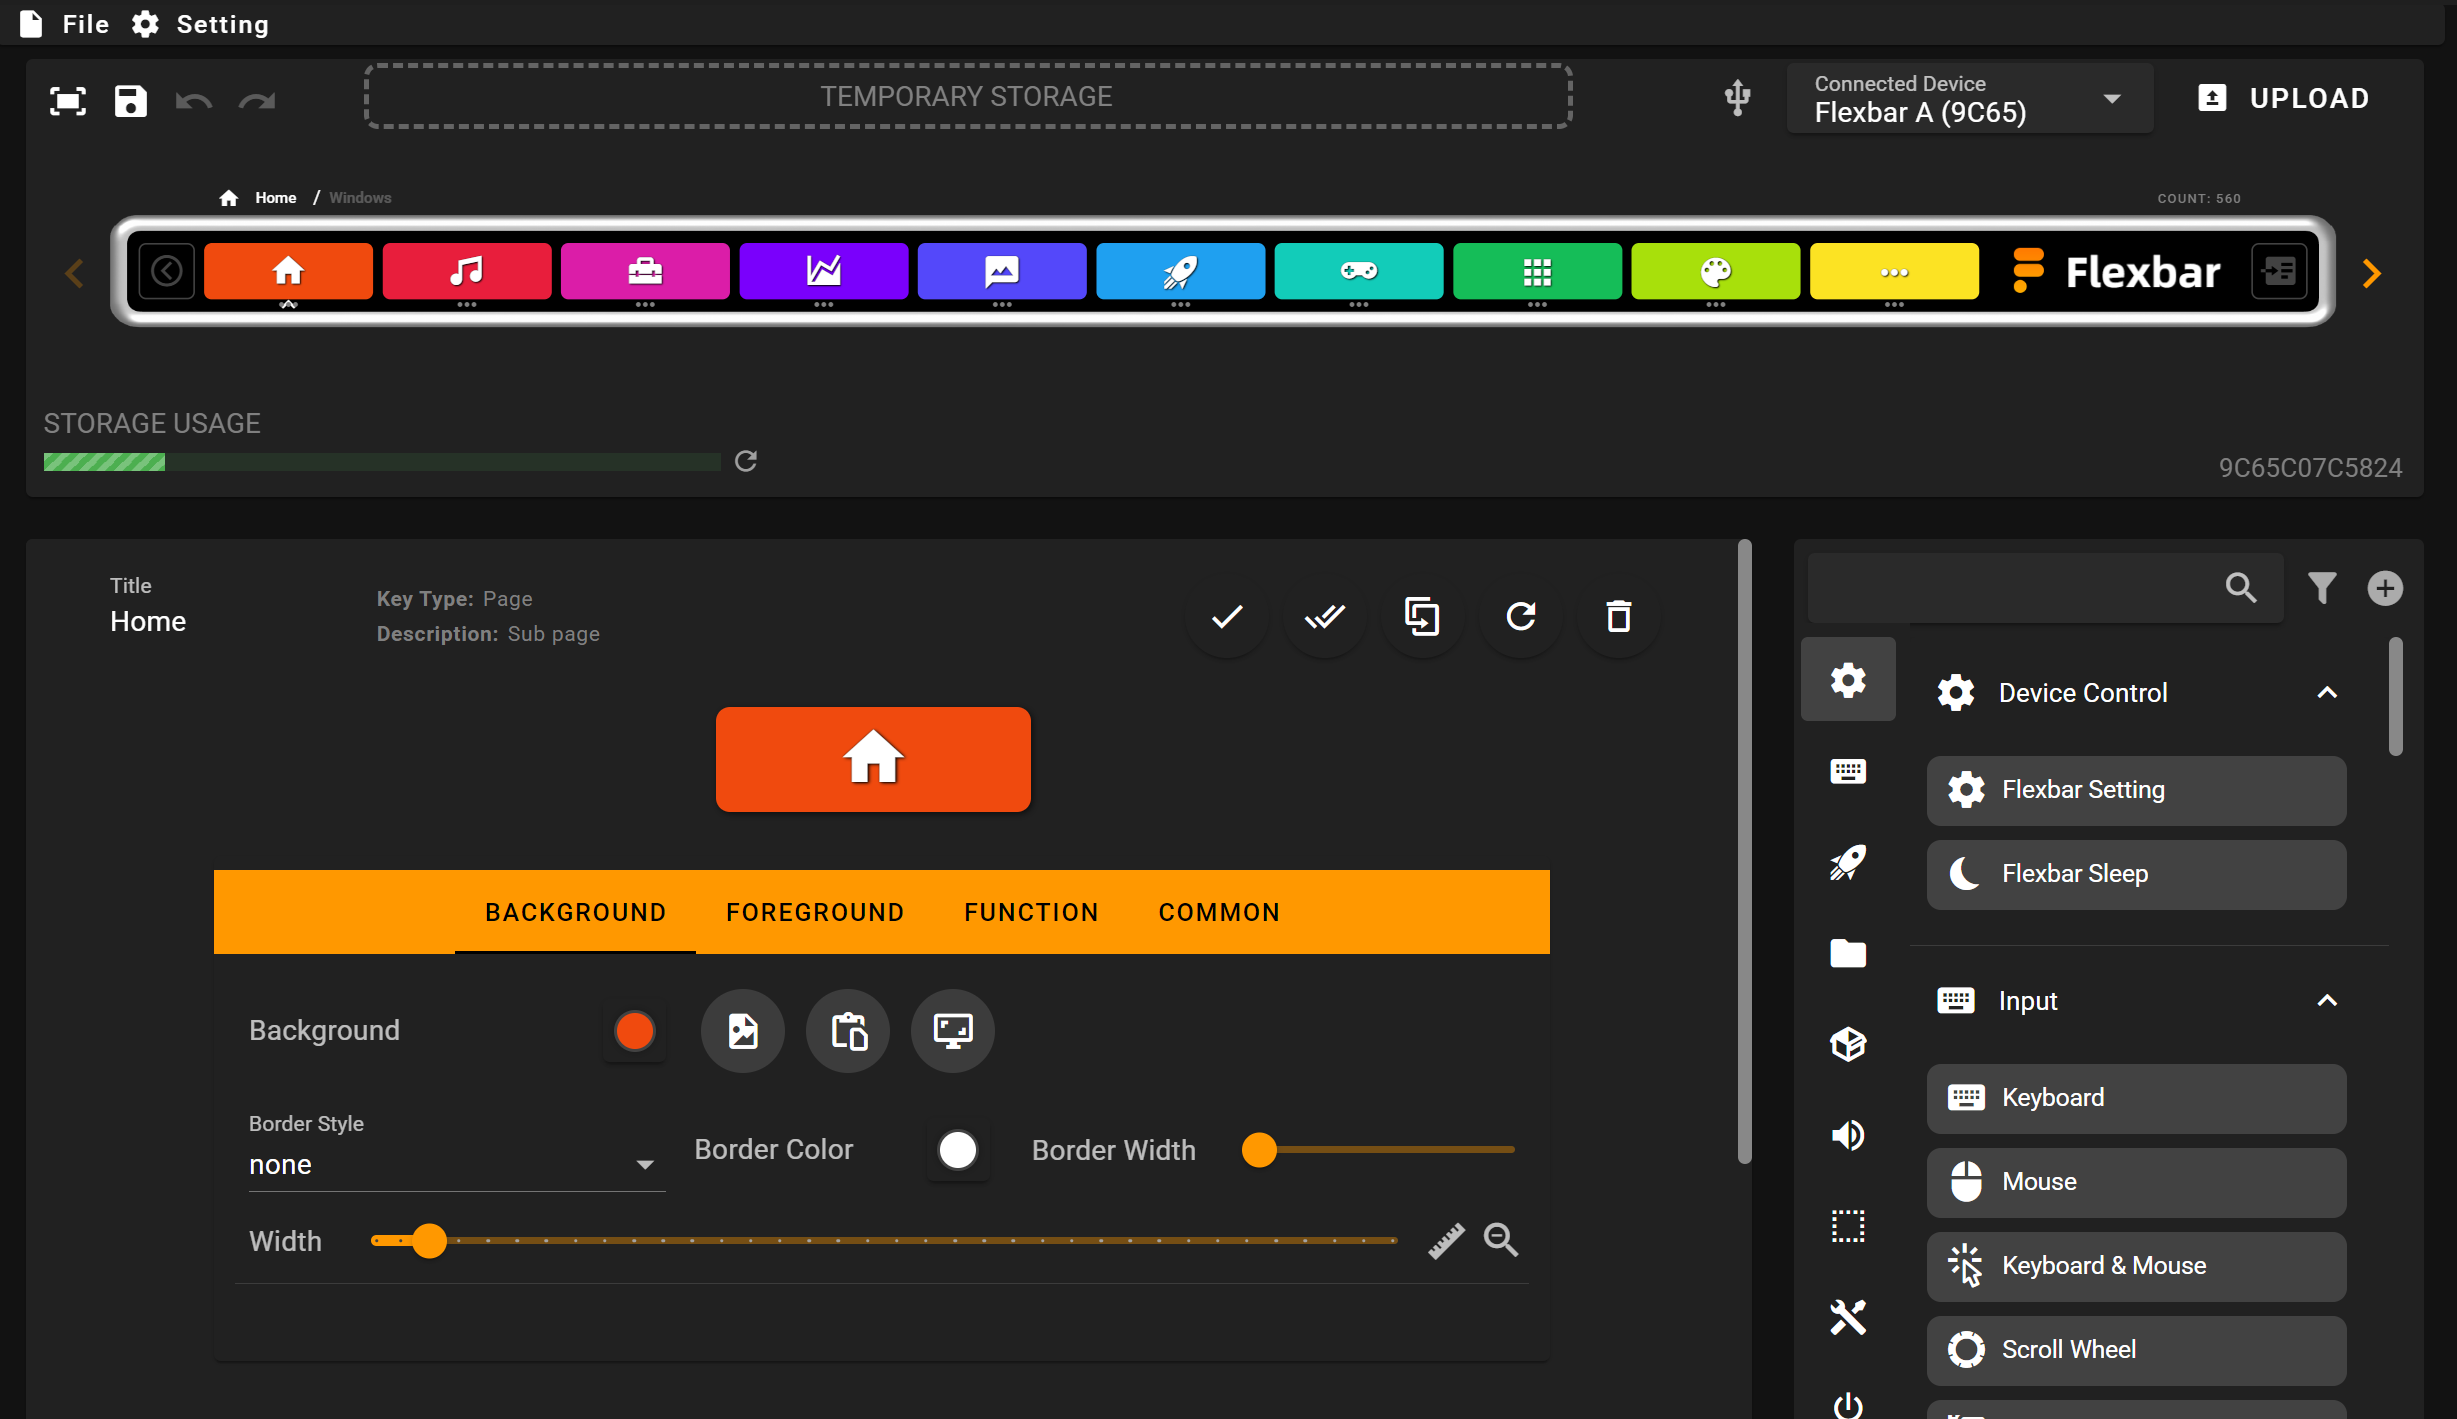 File Setting
TEMPORARY STORAGE
Connected Device
Flexbar A (9C65)
UPLOAD
Home / Windows
COUNT: 560
Flexbar
STORAGE USAGE
9C65C07C5824
Title
Home
Key Type: Page
Description: Sub page
BACKGROUND FOREGROUND FUNCTION COMMON
Background
Border Style
none
Border Color
Border Width
Width
Device Control
Flexbar Setting
Flexbar Sleep
Input
Keyboard
Mouse
Keyboard & Mouse
Scroll Wheel